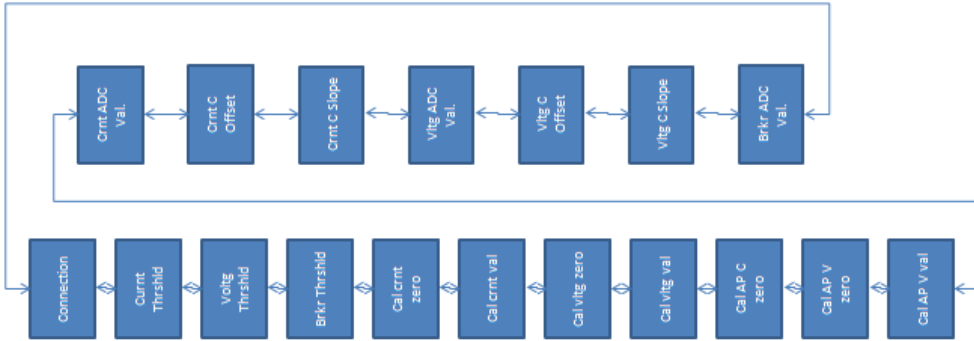 Crnt ADC
Val.
Crnt C
Offset
Crnt C Slope
Vltg ADC
Val.
Vltg C
Offset
Vltg C Slope
Brkr ADC
Val.
Connection
Curnt
Thrshld
Voltg
Thrshld
Brkr Thrshld
Cal crnt
zero
Cal crnt val
Cal vltg zero
Cal vltg val
Cal AP C
zero
Cal AP V
zero
Cal AP V val